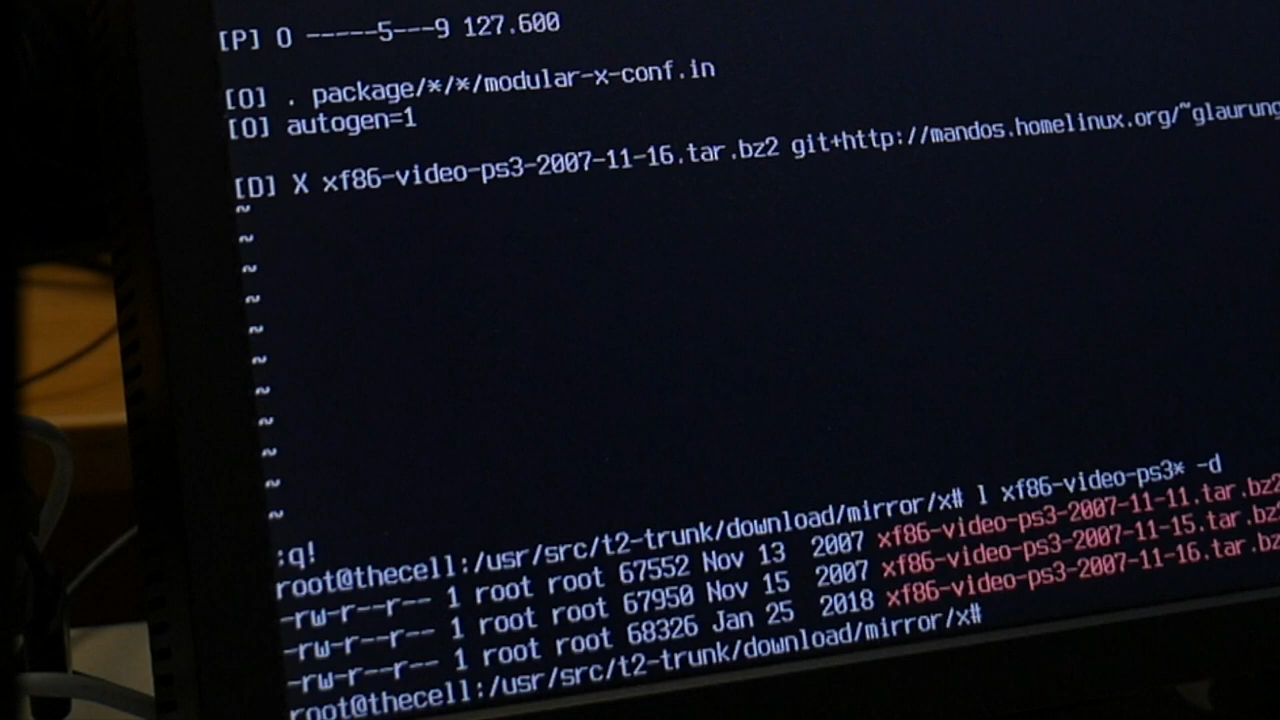 [P] O -----5---9 127.600
[O] . package/*/*/modular-x-conf.in
[O] autogen=1
[D] X xf86-video-ps3-2007-11-16.tar.bz2 git+http://mandos.homelinux.org/~glaurung
~
~
~
~
~
~
~
~
~
~
~
:q!
root@thecell:/usr/src/t2-trunk/download/mirror/x# l xf86-video-ps3* -d
-rw-r--r-- 1 root root 67552 Nov 13  2007 xf86-video-ps3-2007-11-11.tar.bz2
-rw-r--r-- 1 root root 67950 Nov 15  2007 xf86-video-ps3-2007-11-15.tar.bz2
-rw-r--r-- 1 root root 68326 Jan 25  2018 xf86-video-ps3-2007-11-16.tar.bz
root@thecell:/usr/src/t2-trunk/download/mirror/x#